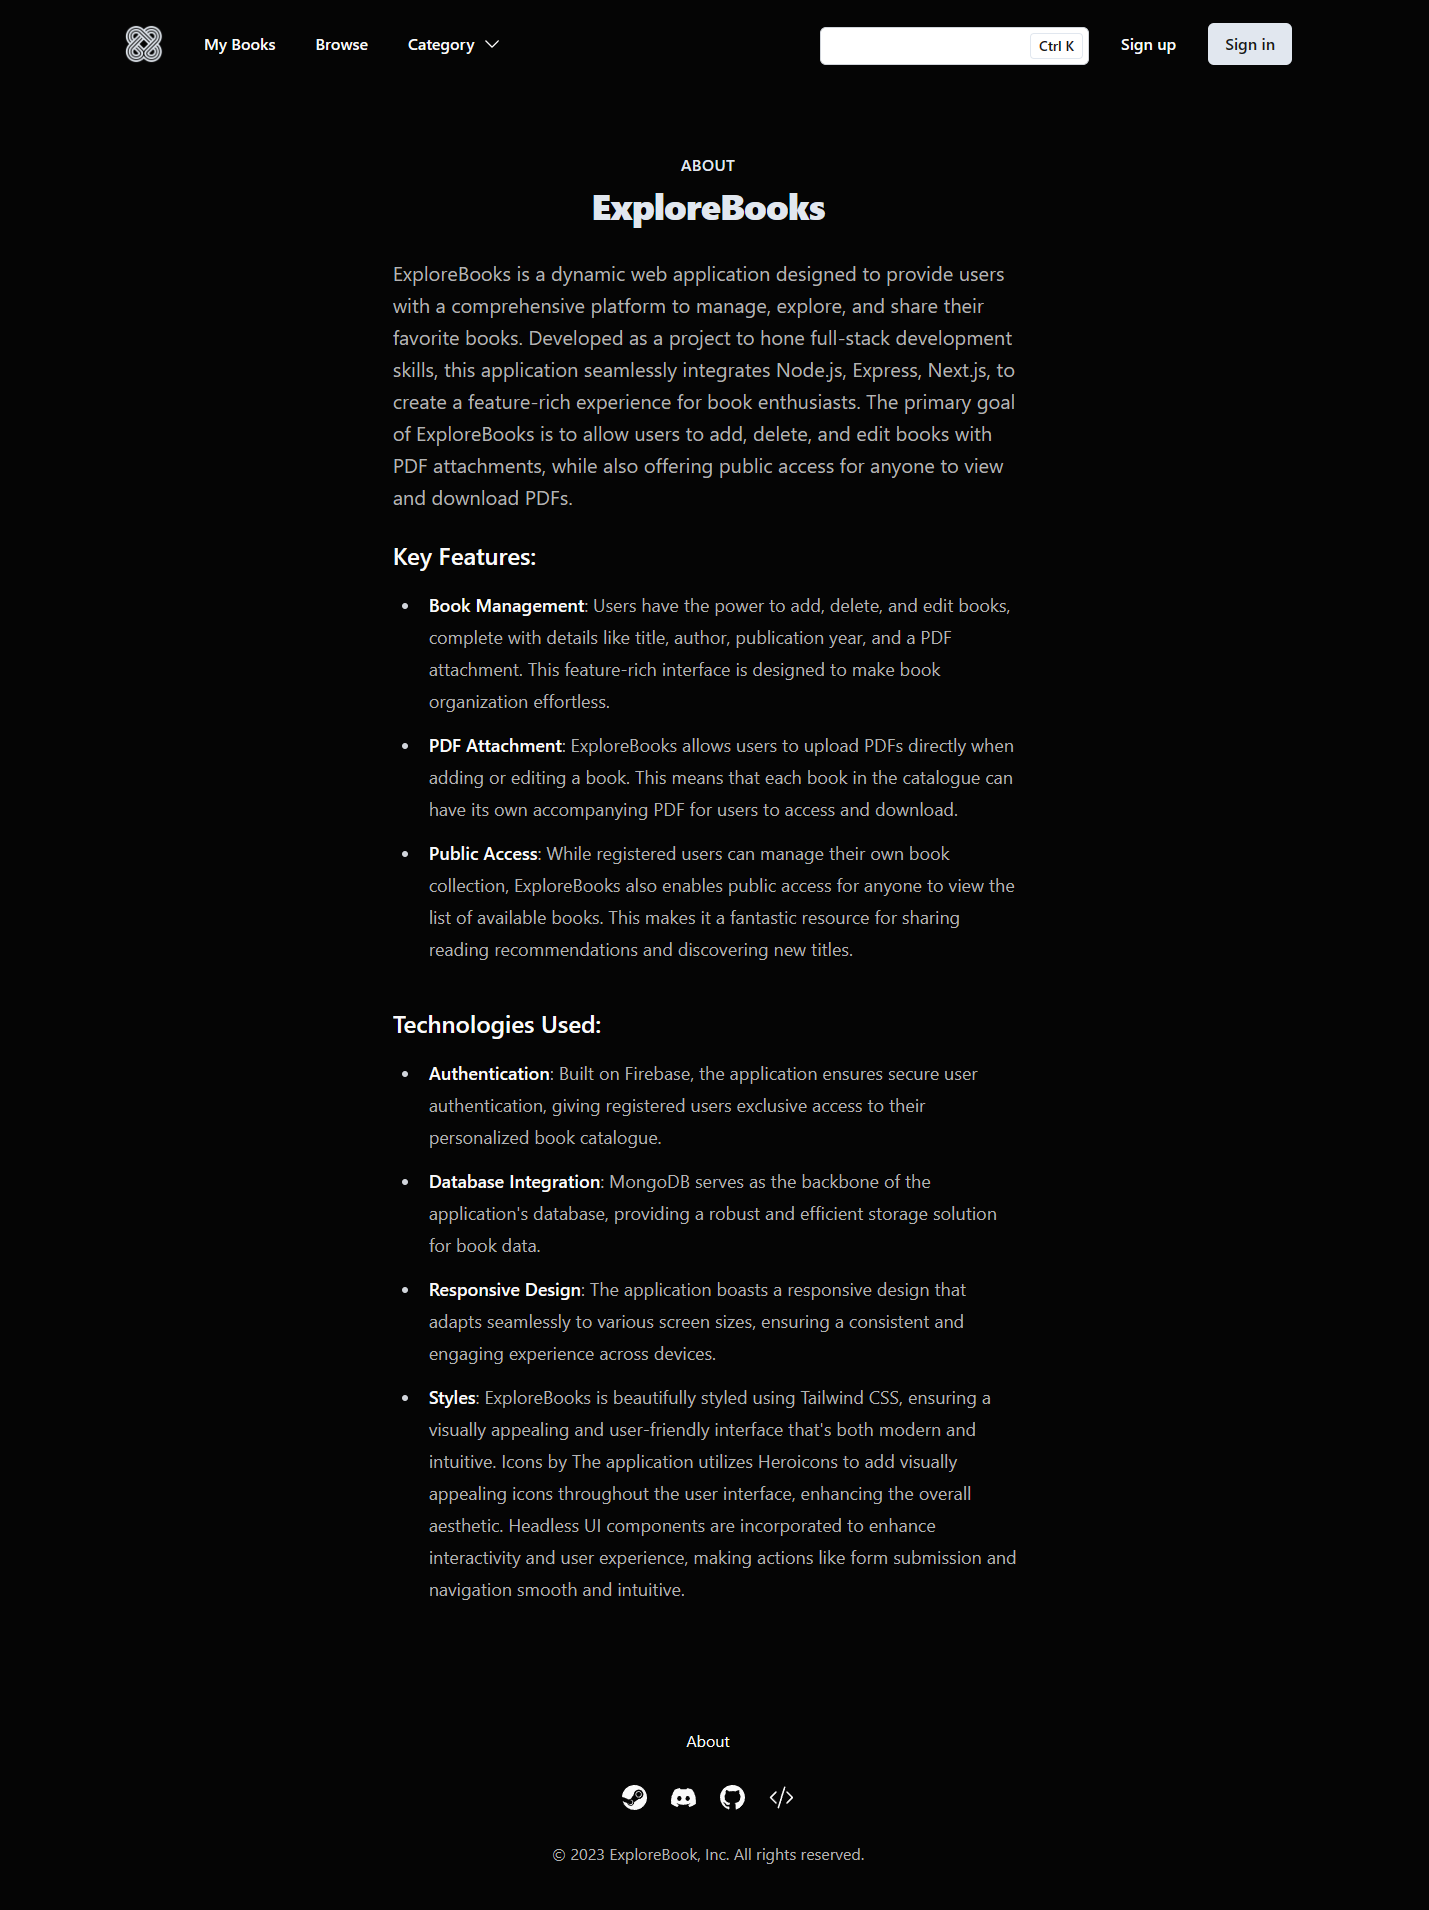 My Books
Browse
Category
Ctrl K
Sign up
Sign in
ABOUT
ExploreBooks
ExploreBooks is a dynamic web application designed to provide users
with a comprehensive platform to manage, explore, and share their
favorite books. Developed as a project to hone full-stack development
skills, this application seamlessly integrates Node.js, Express, Next.js, to
create a feature-rich experience for book enthusiasts. The primary goal
of ExploreBooks is to allow users to add, delete, and edit books with
PDF attachments, while also offering public access for anyone to view
and download PDFs.
Key Features:
• Book Management: Users have the power to add, delete, and edit books,
complete with details like title, author, publication year, and a PDF
attachment. This feature-rich interface is designed to make book
organization effortless.
• PDF Attachment: ExploreBooks allows users to upload PDFs directly when
adding or editing a book. This means that each book in the catalogue can
have its own accompanying PDF for users to access and download.
• Public Access: While registered users can manage their own book
collection, ExploreBooks also enables public access for anyone to view the
list of available books. This makes it a fantastic resource for sharing
reading recommendations and discovering new titles.
Technologies Used:
• Authentication: Built on Firebase, the application ensures secure user
authentication, giving registered users exclusive access to their
personalized book catalogue.
• Database Integration: MongoDB serves as the backbone of the
application's database, providing a robust and efficient storage solution
for book data.
• Responsive Design: The application boasts a responsive design that
adapts seamlessly to various screen sizes, ensuring a consistent and
engaging experience across devices.
• Styles: ExploreBooks is beautifully styled using Tailwind CSS, ensuring a
visually appealing and user-friendly interface that's both modern and
intuitive. Icons by The application utilizes Heroicons to add visually
appealing icons throughout the user interface, enhancing the overall
aesthetic. Headless UI components are incorporated to enhance
interactivity and user experience, making actions like form submission and
navigation smooth and intuitive.
About
© 2023 ExploreBook, Inc. All rights reserved.